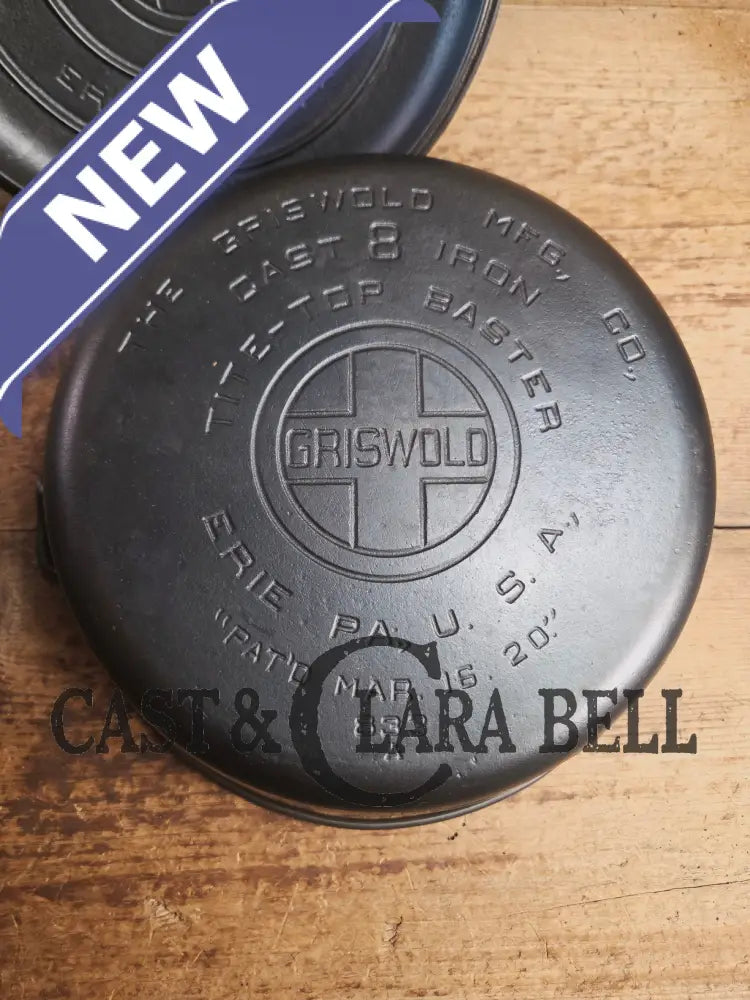 NEW
ER
THE GRISWOLD MFG, CO,
CAST 8 IRON
TITE-TOP BASTER
GRISWOLD
ERIE PA., U. S. A.,
"PAT'D MAR. 16. 20."
CAST & CLARA BELL